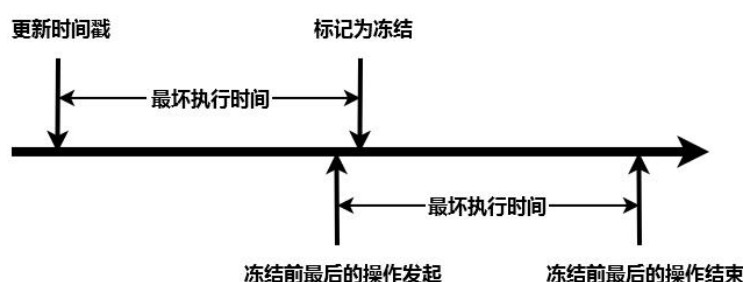 更新时间戳
标记为冻结
最坏执行时间
最坏执行时间
冻结前最后的操作发起
冻结前最后的操作结束